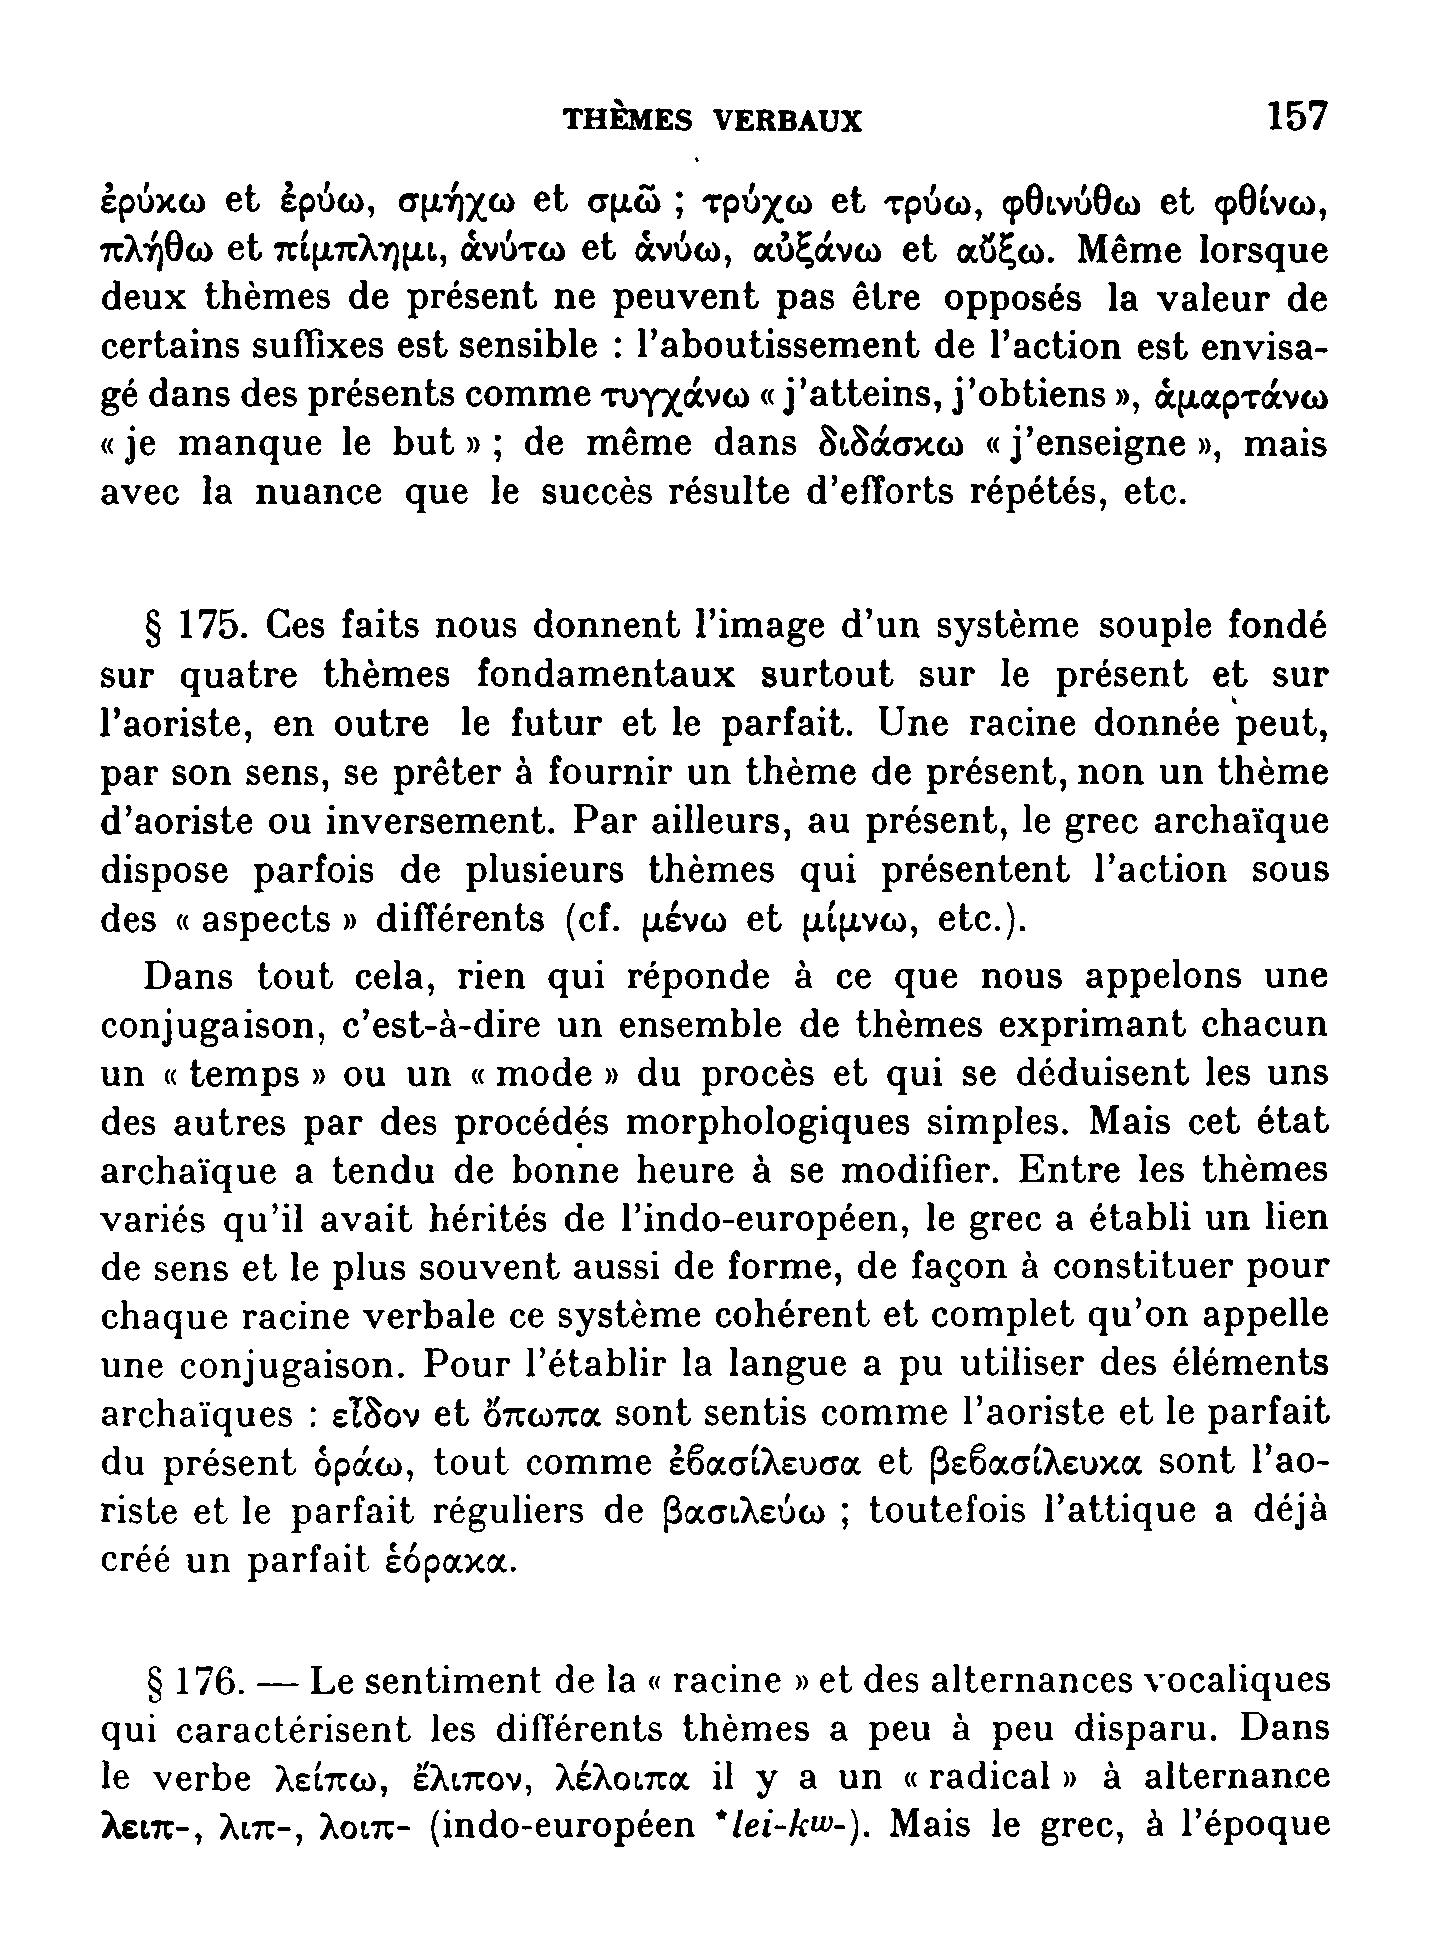 THÈMES VERBAUX 157
ἐρύκω et ἐρύω, σμήχω et σμῶ ; τρύχω et τρύω, φθινύθω et φθίνω,
πλήθω et πίμπλημι, ἀνύτω et ἀνύω, αὐξάνω et αὔξω. Même lorsque
deux thèmes de présent ne peuvent pas être opposés la valeur de
certains suffixes est sensible : l'aboutissement de l'action est envisa-
gé dans des présents comme τυγχάνω « j'atteins, j'obtiens », ἁμαρτάνω
« je manque le but » ; de même dans διδάσκω « j'enseigne », mais
avec la nuance que le succès résulte d'efforts répétés, etc.
§ 175. Ces faits nous donnent l'image d'un système souple fondé
sur quatre thèmes fondamentaux surtout sur le présent et sur
l'aoriste, en outre le futur et le parfait. Une racine donnée peut,
par son sens, se prêter à fournir un thème de présent, non un thème
d'aoriste ou inversement. Par ailleurs, au présent, le grec archaïque
dispose parfois de plusieurs thèmes qui présentent l'action sous
des « aspects » différents (cf. μένω et μίμνω, etc.).
Dans tout cela, rien qui réponde à ce que nous appelons une
conjugaison, c'est-à-dire un ensemble de thèmes exprimant chacun
un « temps » ou un « mode » du procès et qui se déduisent les uns
des autres par des procédés morphologiques simples. Mais cet état
archaïque a tendu de bonne heure à se modifier. Entre les thèmes
variés qu'il avait hérités de l'indo-européen, le grec a établi un lien
de sens et le plus souvent aussi de forme, de façon à constituer pour
chaque racine verbale ce système cohérent et complet qu'on appelle
une conjugaison. Pour l'établir la langue a pu utiliser des éléments
archaïques : εἶδον et ὄπωπα sont sentis comme l'aoriste et le parfait
du présent ὁράω, tout comme ἐϐασίλευσα et βεϐασίλευκα sont l'ao-
riste et le parfait réguliers de βασιλεύω ; toutefois l'attique a déjà
créé un parfait ἑόρακα.
§ 176. — Le sentiment de la « racine » et des alternances vocaliques
qui caractérisent les différents thèmes a peu à peu disparu. Dans
le verbe λείπω, ἔλιπον, λέλοιπα il y a un « radical » à alternance
λειπ-, λιπ-, λοιπ- (indo-européen *lei-kw-). Mais le grec, à l'époque